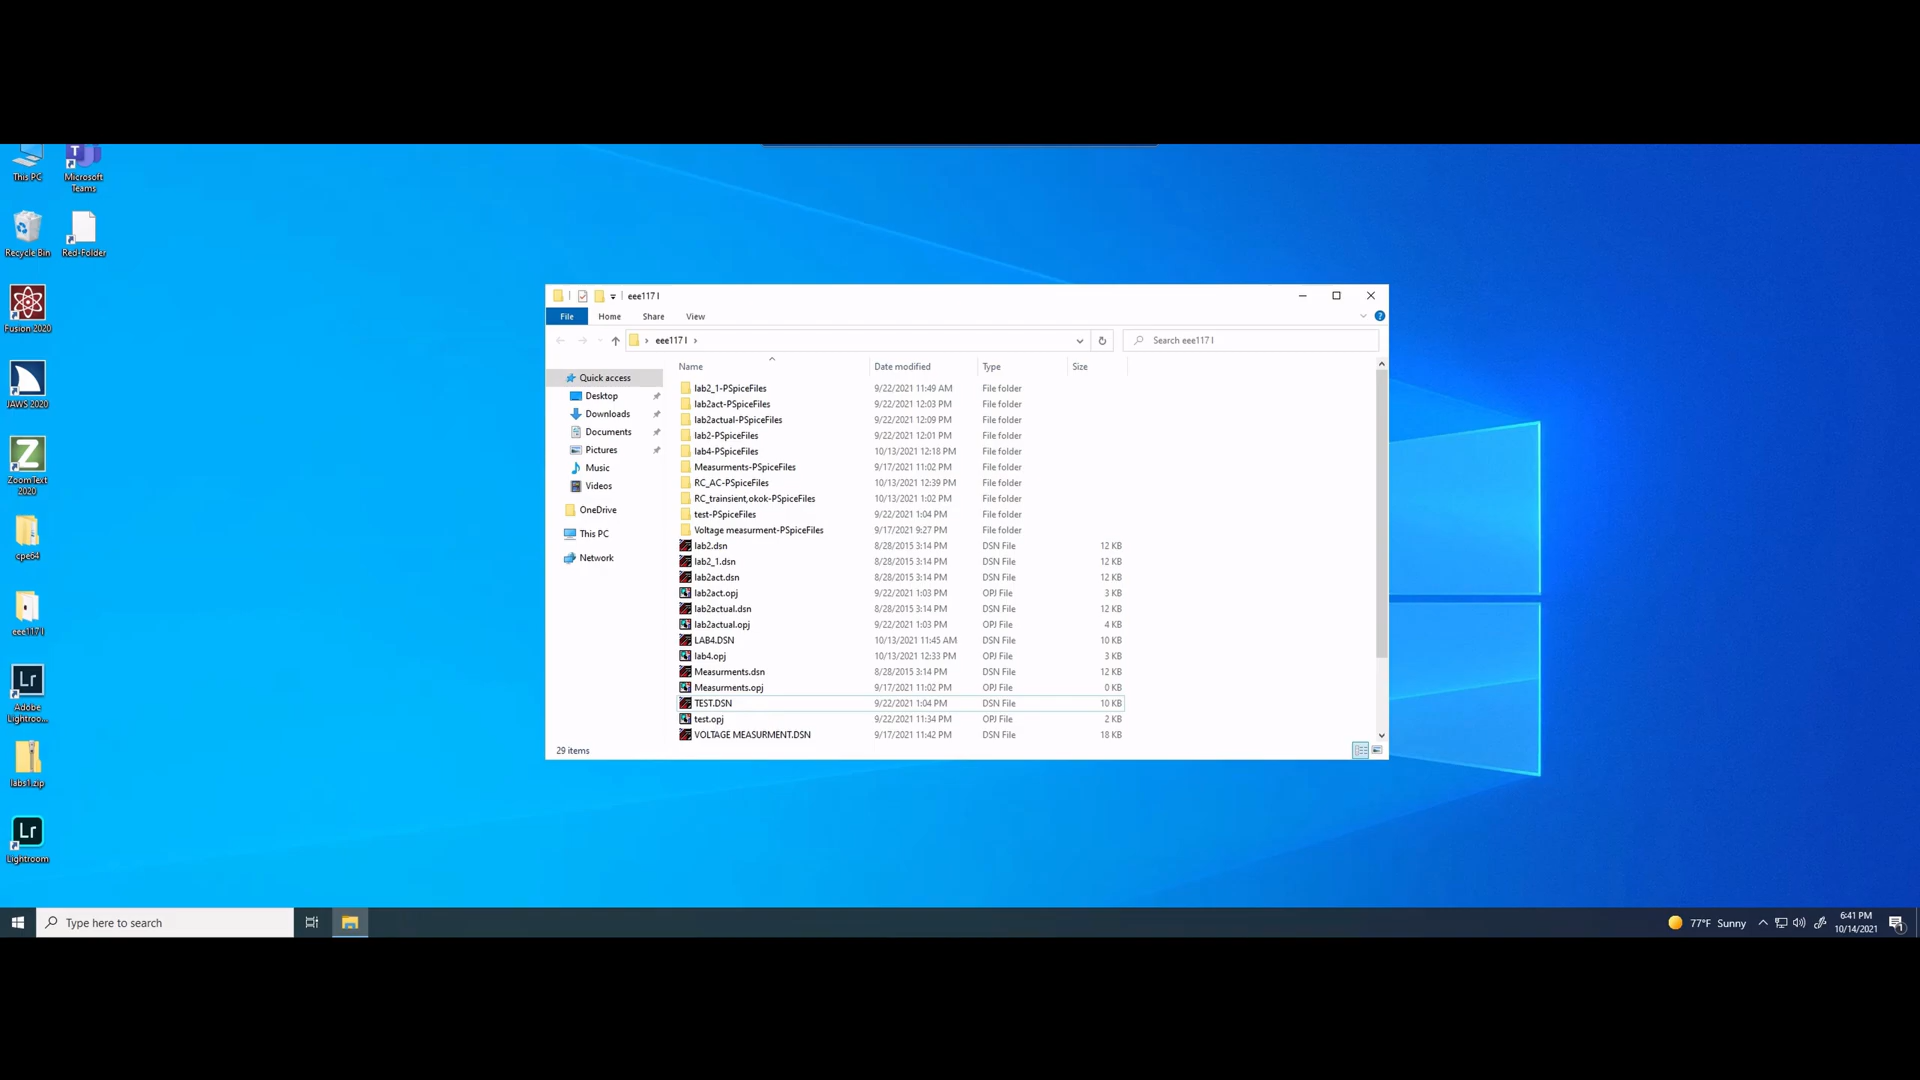 This PC
Microsoft Teams
Recycle Bin
Red-Folder
Fusion 2020
JAWS 2020
ZoomText 2020
cpe64
eee117 l
Adobe Lightroo...
labs1.zip
Lightroom
eee117 l
File Home Share View
eee117 l
Search eee117 l
Name Date modified Type Size
Quick access
Desktop
Downloads
Documents
Pictures
Music
Videos
OneDrive
This PC
Network
lab2_1-PSpiceFiles 9/22/2021 11:49 AM File folder
lab2act-PSpiceFiles 9/22/2021 12:03 PM File folder
lab2actual-PSpiceFiles 9/22/2021 12:09 PM File folder
lab2-PSpiceFiles 9/22/2021 12:01 PM File folder
lab4-PSpiceFiles 10/13/2021 12:18 PM File folder
Measurments-PSpiceFiles 9/17/2021 11:02 PM File folder
RC_AC-PSpiceFiles 10/13/2021 12:39 PM File folder
RC_trainsient,okok-PSpiceFiles 10/13/2021 1:02 PM File folder
test-PSpiceFiles 9/22/2021 1:04 PM File folder
Voltage measurment-PSpiceFiles 9/17/2021 9:27 PM File folder
lab2.dsn 8/28/2015 3:14 PM DSN File 12 KB
lab2_1.dsn 8/28/2015 3:14 PM DSN File 12 KB
lab2act.dsn 8/28/2015 3:14 PM DSN File 12 KB
lab2act.opj 9/22/2021 1:03 PM OPJ File 3 KB
lab2actual.dsn 8/28/2015 3:14 PM DSN File 12 KB
lab2actual.opj 9/22/2021 1:03 PM OPJ File 4 KB
LAB4.DSN 10/13/2021 11:45 AM DSN File 10 KB
lab4.opj 10/13/2021 12:33 PM OPJ File 3 KB
Measurments.dsn 8/28/2015 3:14 PM DSN File 12 KB
Measurments.opj 9/17/2021 11:02 PM OPJ File 0 KB
TEST.DSN 9/22/2021 1:04 PM DSN File 10 KB
test.opj 9/22/2021 11:34 PM OPJ File 2 KB
VOLTAGE MEASURMENT.DSN 9/17/2021 11:42 PM DSN File 18 KB
29 items
Type here to search
77°F Sunny
6:41 PM
10/14/2021
1